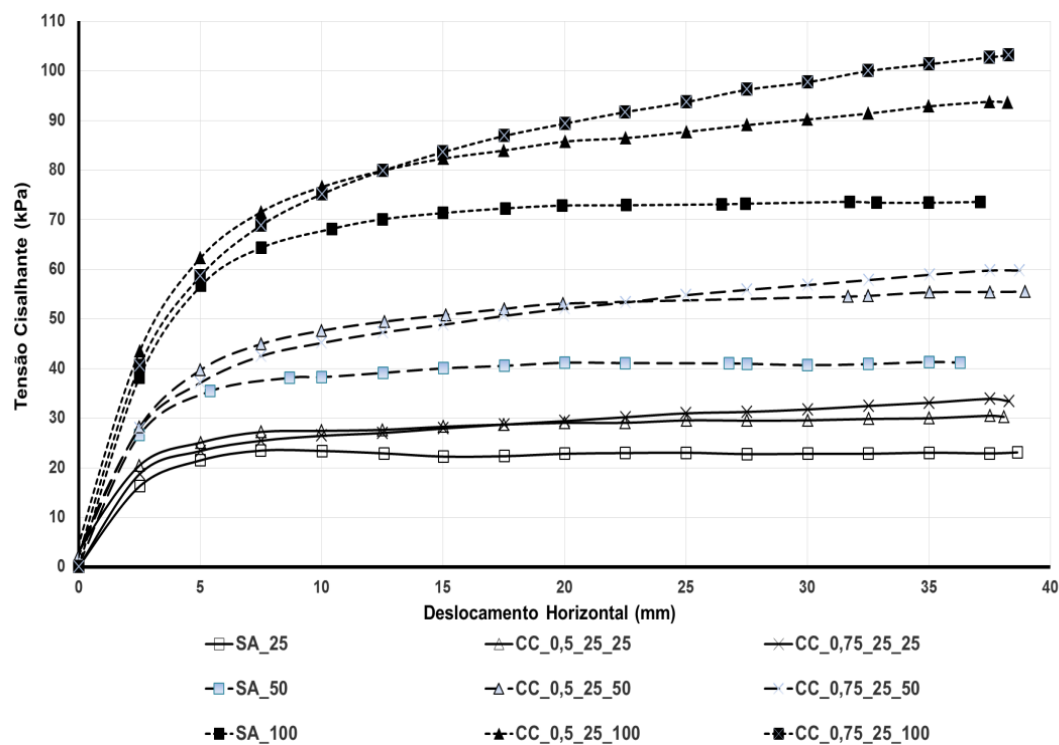 110
100
90
80
70
60
50
40
30
20
10
0
Tensão Cisalhante (kPa)
0 5 10 15 20 25 30 35 40
Deslocamento Horizontal (mm)
SA_25 CC_0,5_25_25 CC_0,75_25_25
SA_50 CC_0,5_25_50 CC_0,75_25_50
SA_100 CC_0,5_25_100 CC_0,75_25_100